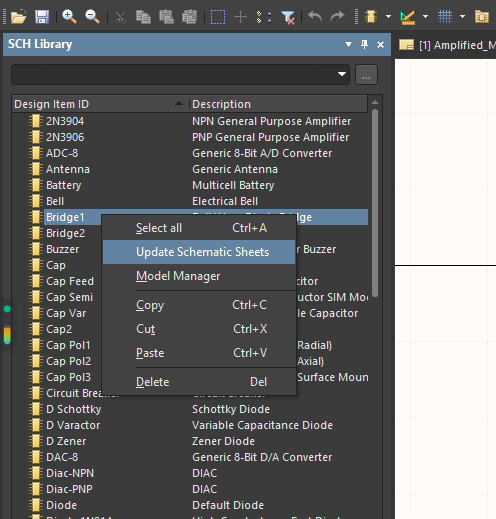 SCH Library
[1] Amplified_M
...
Design Item ID Description
2N3904 NPN General Purpose Amplifier
2N3906 PNP General Purpose Amplifier
ADC-8 Generic 8-Bit A/D Converter
Antenna Generic Antenna
Battery Multicell Battery
Bell Electrical Bell
Bridge1
Select all Ctrl+A
Bridge2
Buzzer
Update Schematic Sheets
r Buzzer
Cap
Model Manager
Cap Feed
citor
Cap Semi
uctor SIM Mo
Copy Ctrl+C
Cap Var
le Capacitor
Cap2
Cut Ctrl+X
Cap Pol1
Radial)
Paste Ctrl+V
Cap Pol2
Axial)
Cap Pol3
Surface Moun
Delete Del
Circuit Breaker
D Schottky Schottky Diode
D Varactor Variable Capacitance Diode
D Zener Zener Diode
DAC-8 Generic 8-Bit D/A Converter
Diac-NPN DIAC
Diac-PNP DIAC
Diode Default Diode